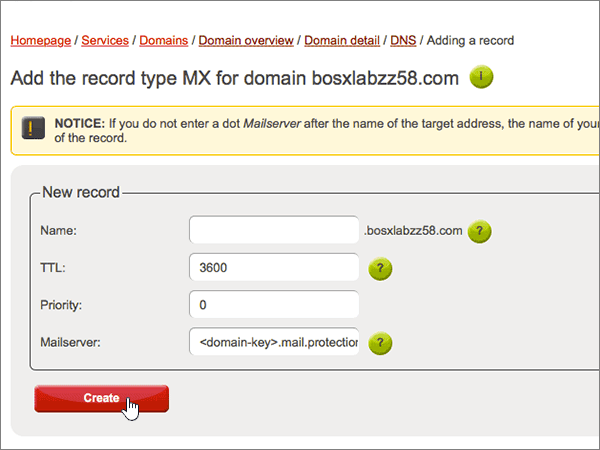 Homepage / Services / Domains / Domain overview / Domain detail / DNS / Adding a record
Add the record type MX for domain bosxlabzz58.com
NOTICE: If you do not enter a dot Mailserver after the name of the target address, the name of your
of the record.
New record
Name: .bosxlabzz58.com ?
TTL: 3600 ?
Priority: 0
Mailserver: <domain-key>.mail.protection ?
Create